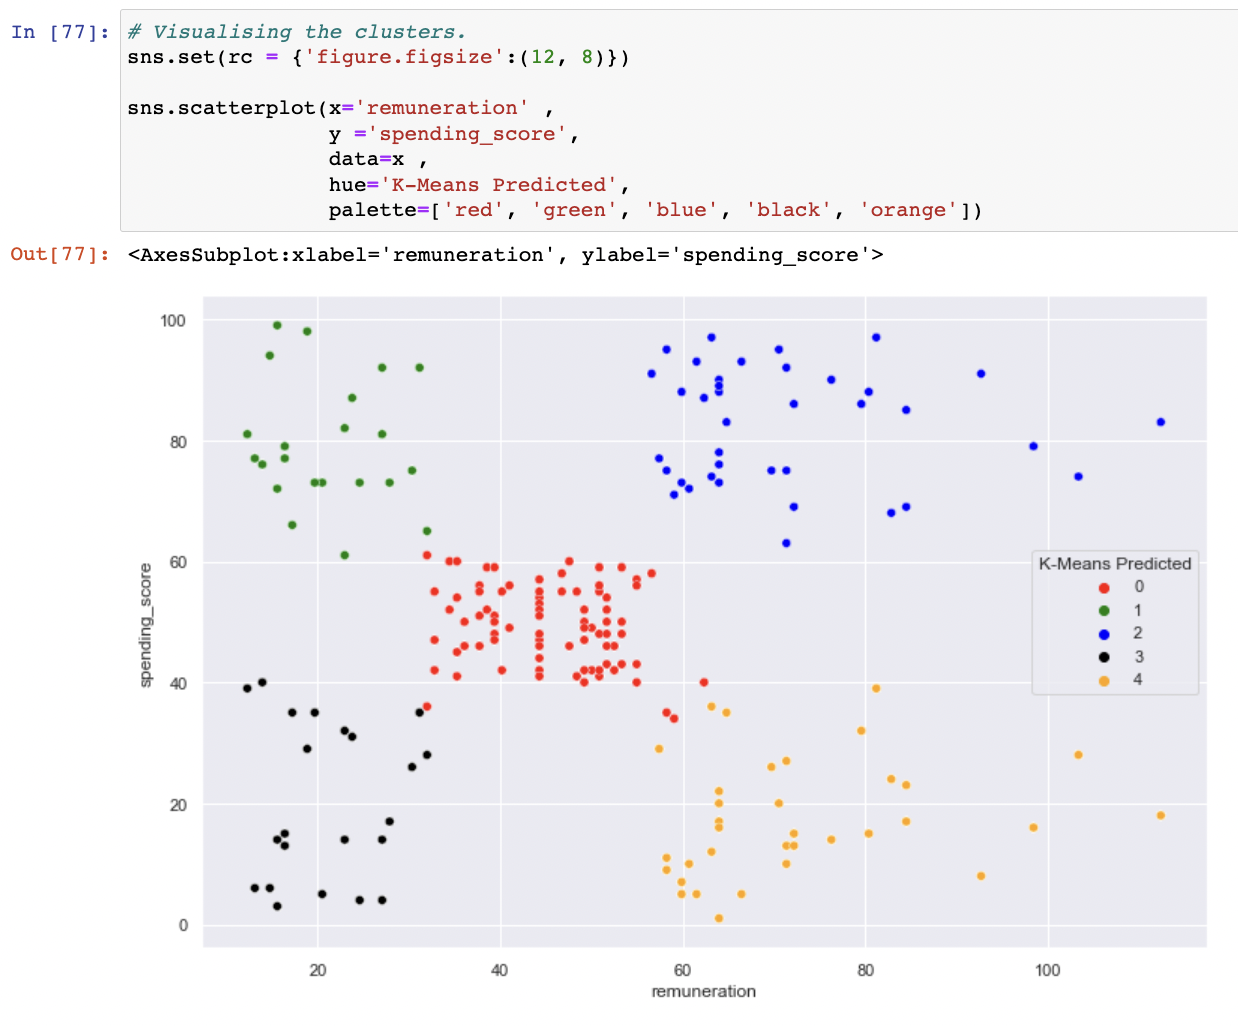 In [77]: # Visualising the clusters.
sns.set(rc = {'figure.figsize':(12, 8)})
sns.scatterplot(x='remuneration' ,
y ='spending_score',
data=x ,
hue='K-Means Predicted',
palette=['red', 'green', 'blue', 'black', 'orange'])
Out[77]: <AxesSubplot:xlabel='remuneration', ylabel='spending_score'>
100
80
60
40
20
0
spending_score
K-Means Predicted
0
1
2
3
4
20 40 60 80 100
remuneration